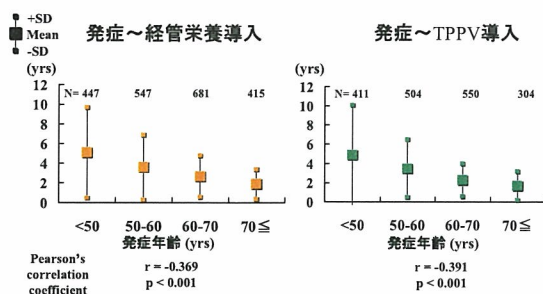 +SD
Mean
-SD
発症～経管栄養導入
発症～TPPV導入
(yrs)
(yrs)
N= 447 547 681 415
N= 411 504 550 304
12
10
8
6
4
2
0
12
10
8
6
4
2
0
<50 50-60 60-70 70≦
<50 50-60 60-70 70≦
発症年齢 (yrs)
発症年齢 (yrs)
Pearson's
correlation
coefficient
r = -0.369
p < 0.001
r = -0.391
p < 0.001